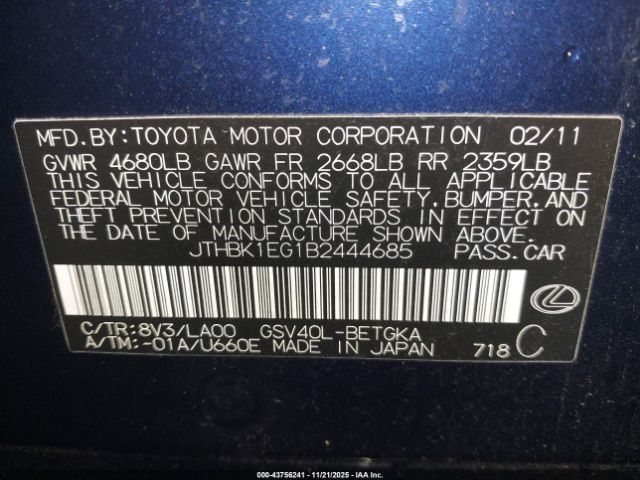 MFD.BY:TOYOTA MOTOR CORPORATION 02/11
GVWR 4680LB GAWR FR 2668LB RR 2359LB
THIS VEHICLE CONFORMS TO ALL APPLICABLE
FEDERAL MOTOR VEHICLE SAFETY,BUMPER,AND
THEFT PREVENTION STANDARDS IN EFFECT ON
THE DATE OF MANUFACTURE SHOWN ABOVE.
JTHBK1EG1B2444685 PASS.CAR
C/TR:8V3/LA00 GSV40L-BETGKA
A/TM:-01A/U660E MADE IN JAPAN 718 C
000-43756241 - 11/21/2025 - IAA Inc.